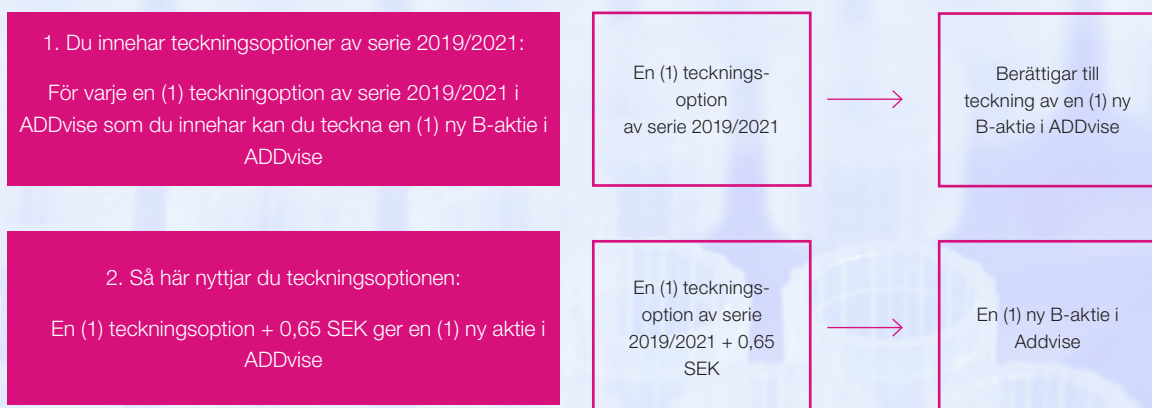 1. Du innehar teckningsoptioner av serie 2019/2021:
För varje en (1) teckningoption av serie 2019/2021 i
ADDvise som du innehar kan du teckna en (1) ny B-aktie i
ADDvise
En (1) tecknings-
option
av serie 2019/2021
Berättigar till
teckning av en (1) ny
B-aktie i ADDvise
2. Så här nyttjar du teckningsoptionen:
En (1) teckningsoption + 0,65 SEK ger en (1) ny aktie i
ADDvise
En (1) tecknings-
option av serie
2019/2021 + 0,65
SEK
En (1) ny B-aktie i
Addvise